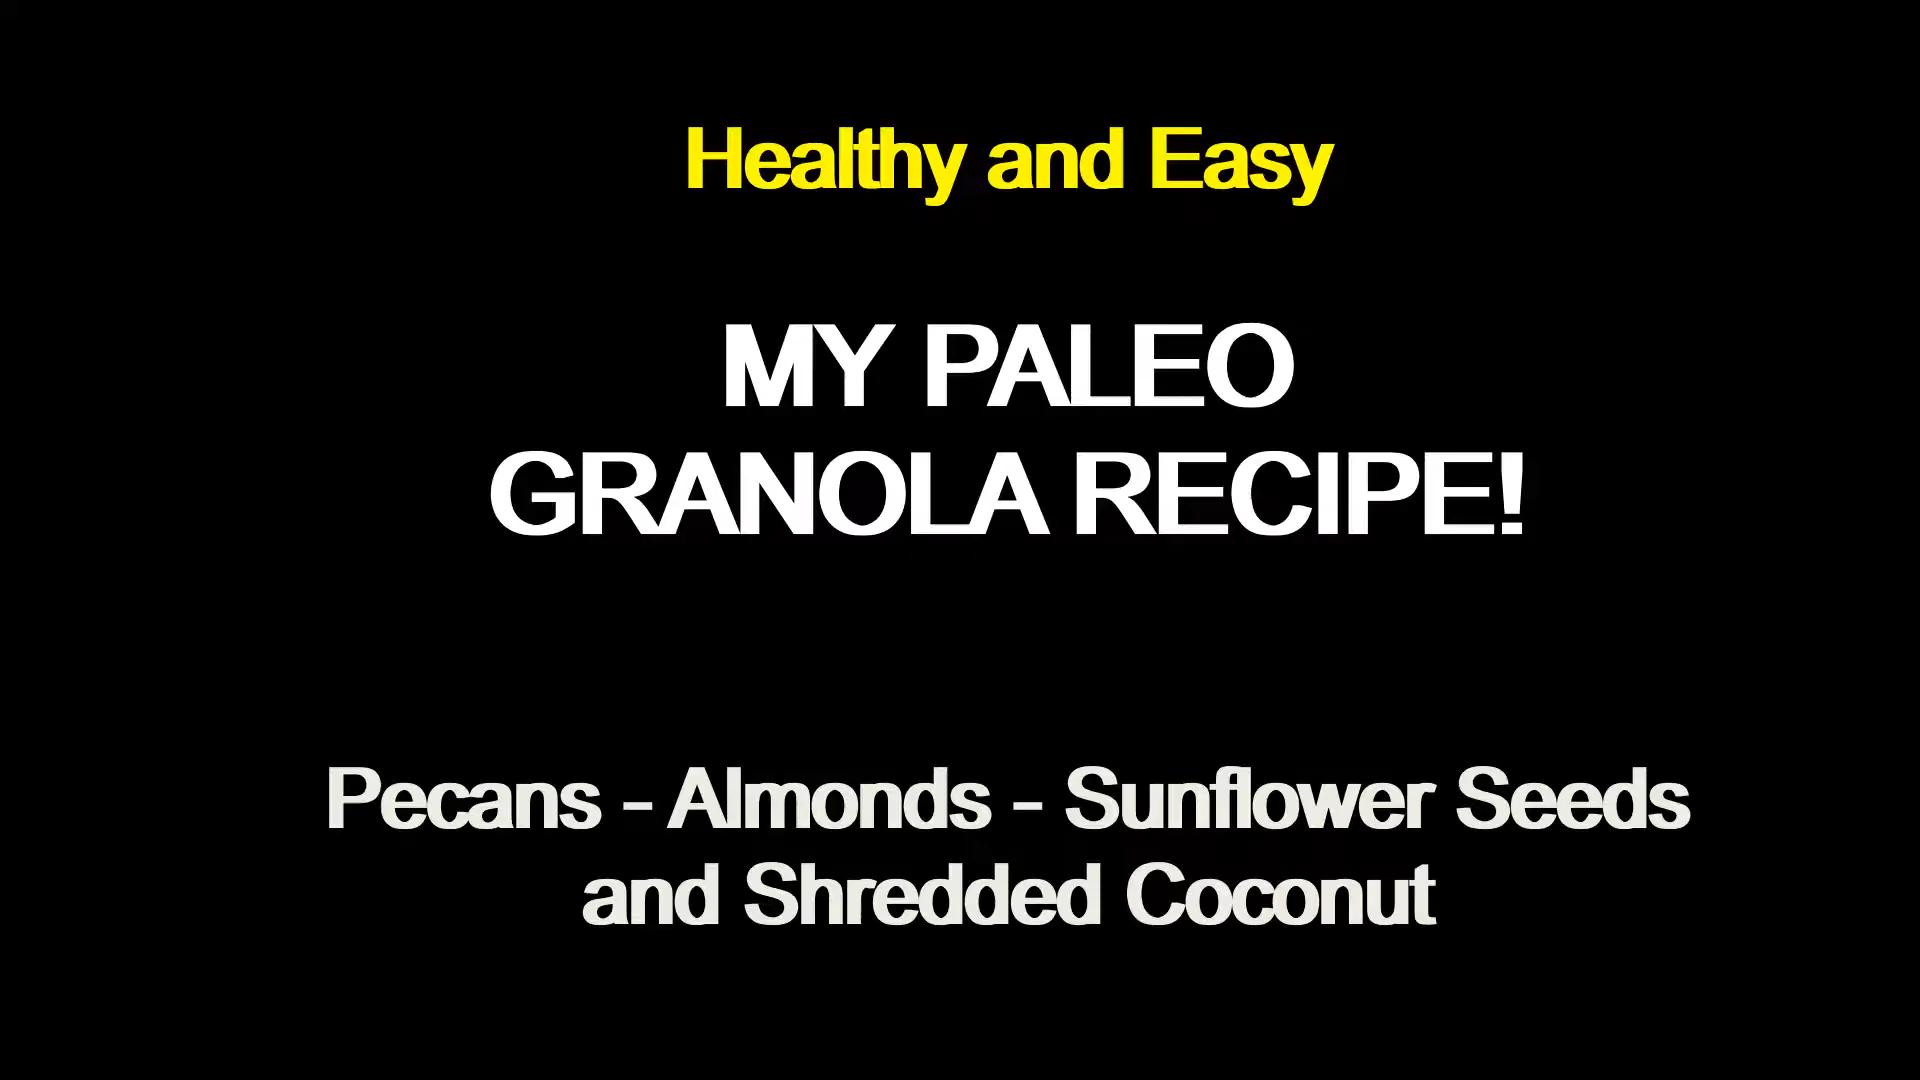 Healthy and Easy
MY PALEO
GRANOLA RECIPE!
Pecans - Almonds - Sunflower Seeds
and Shredded Coconut